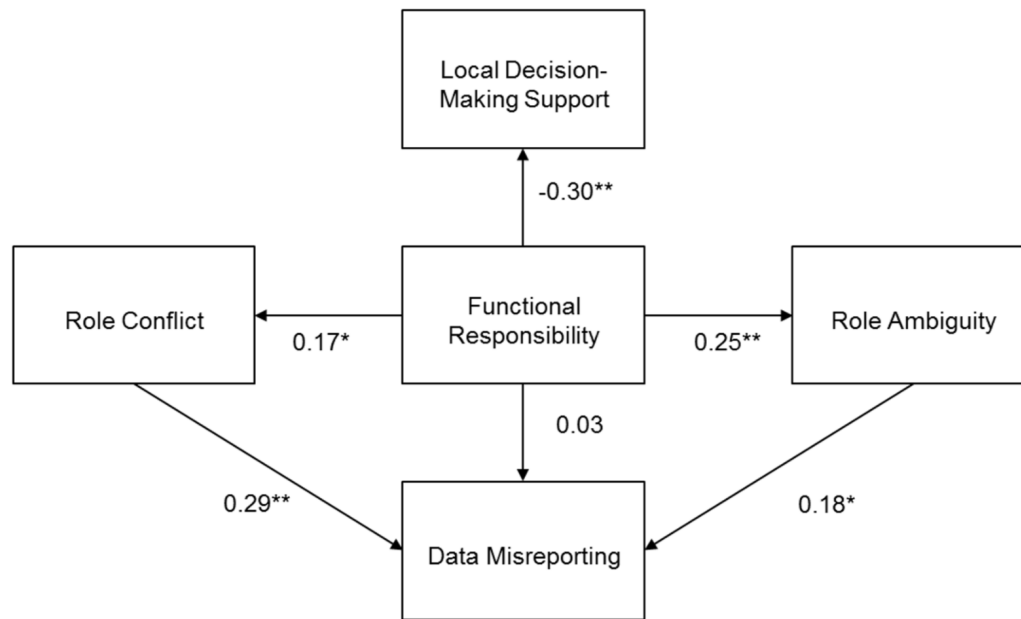 Local Decision-
Making Support
-0.30**
Role Conflict
Functional
Responsibility
Role Ambiguity
0.17*
0.25**
0.03
0.29**
0.18*
Data Misreporting